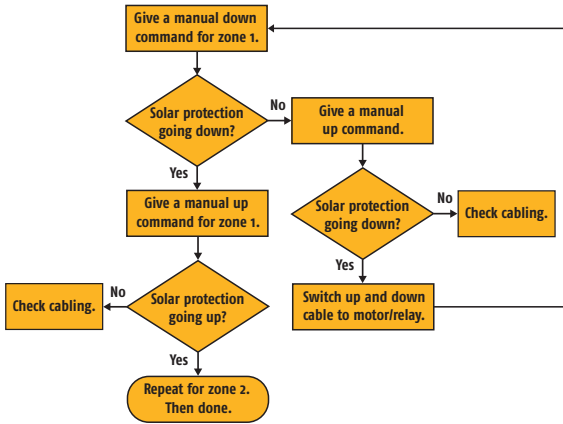 Give a manual down
command for zone 1.
Solar protection
going down?
No
Give a manual
up command.
Yes
Give a manual up
command for zone 1.
Solar protection
going down?
No
Check cabling.
Yes
Switch up and down
cable to motor/relay.
Solar protection
going up?
No
Check cabling.
Yes
Repeat for zone 2.
Then done.